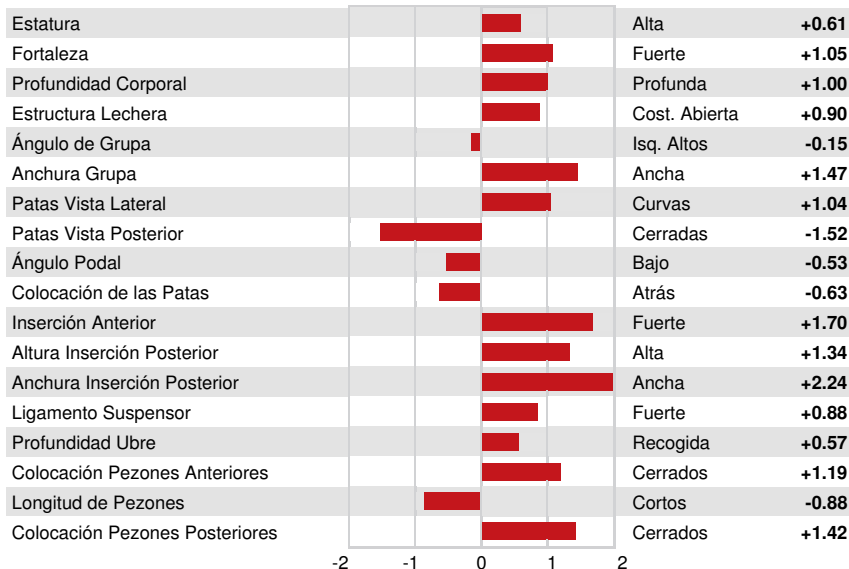 Estatura Alta +0.61
Fortaleza Fuerte +1.05
Profundidad Corporal Profunda +1.00
Estructura Lechera Cost. Abierta +0.90
Ángulo de Grupa Isq. Altos -0.15
Anchura Grupa Ancha +1.47
Patas Vista Lateral Curvas +1.04
Patas Vista Posterior Cerradas -1.52
Ángulo Podal Bajo -0.53
Colocación de las Patas Atrás -0.63
Inserción Anterior Fuerte +1.70
Altura Inserción Posterior Alta +1.34
Anchura Inserción Posterior Ancha +2.24
Ligamento Suspensor Fuerte +0.88
Profundidad Ubre Recogida +0.57
Colocación Pezones Anteriores Cerrados +1.19
Longitud de Pezones Cortos -0.88
Colocación Pezones Posteriores Cerrados +1.42
-2 -1 0 1 2